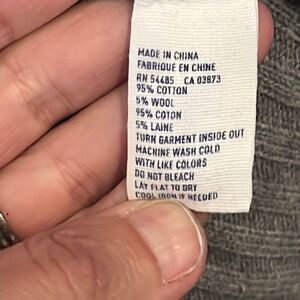 MADE IN CHINA
FABRIQUE EN CHINE
RN 54485 CA 03673
95% COTTON
5% WOOL
95% COTON
5% LAINE
TURN GARMENT INSIDE OUT
MACHINE WASH COLD
WITH LIKE COLORS
DO NOT BLEACH
LAY FLAT TO DRY
COOL IRON IF NEEDED